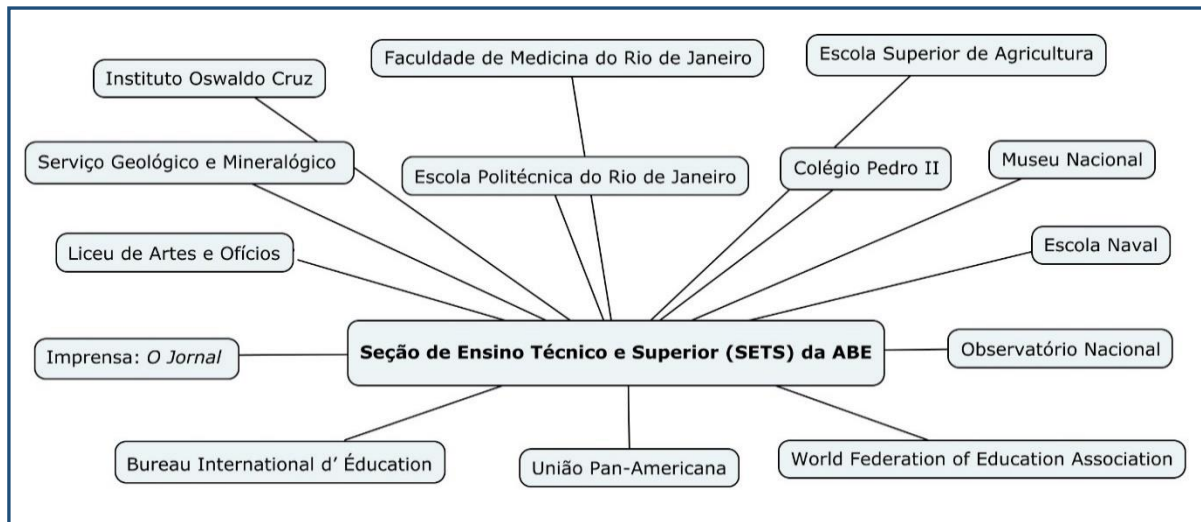 Faculdade de Medicina do Rio de Janeiro
Escola Superior de Agricultura
Instituto Oswaldo Cruz
Serviço Geológico e Mineralógico
Escola Politécnica do Rio de Janeiro
Colégio Pedro II
Museu Nacional
Liceu de Artes e Ofícios
Escola Naval
Imprensa: O Jornal
Seção de Ensino Técnico e Superior (SETS) da ABE
Observatório Nacional
Bureau International d’ Éducation
União Pan-Americana
World Federation of Education Association